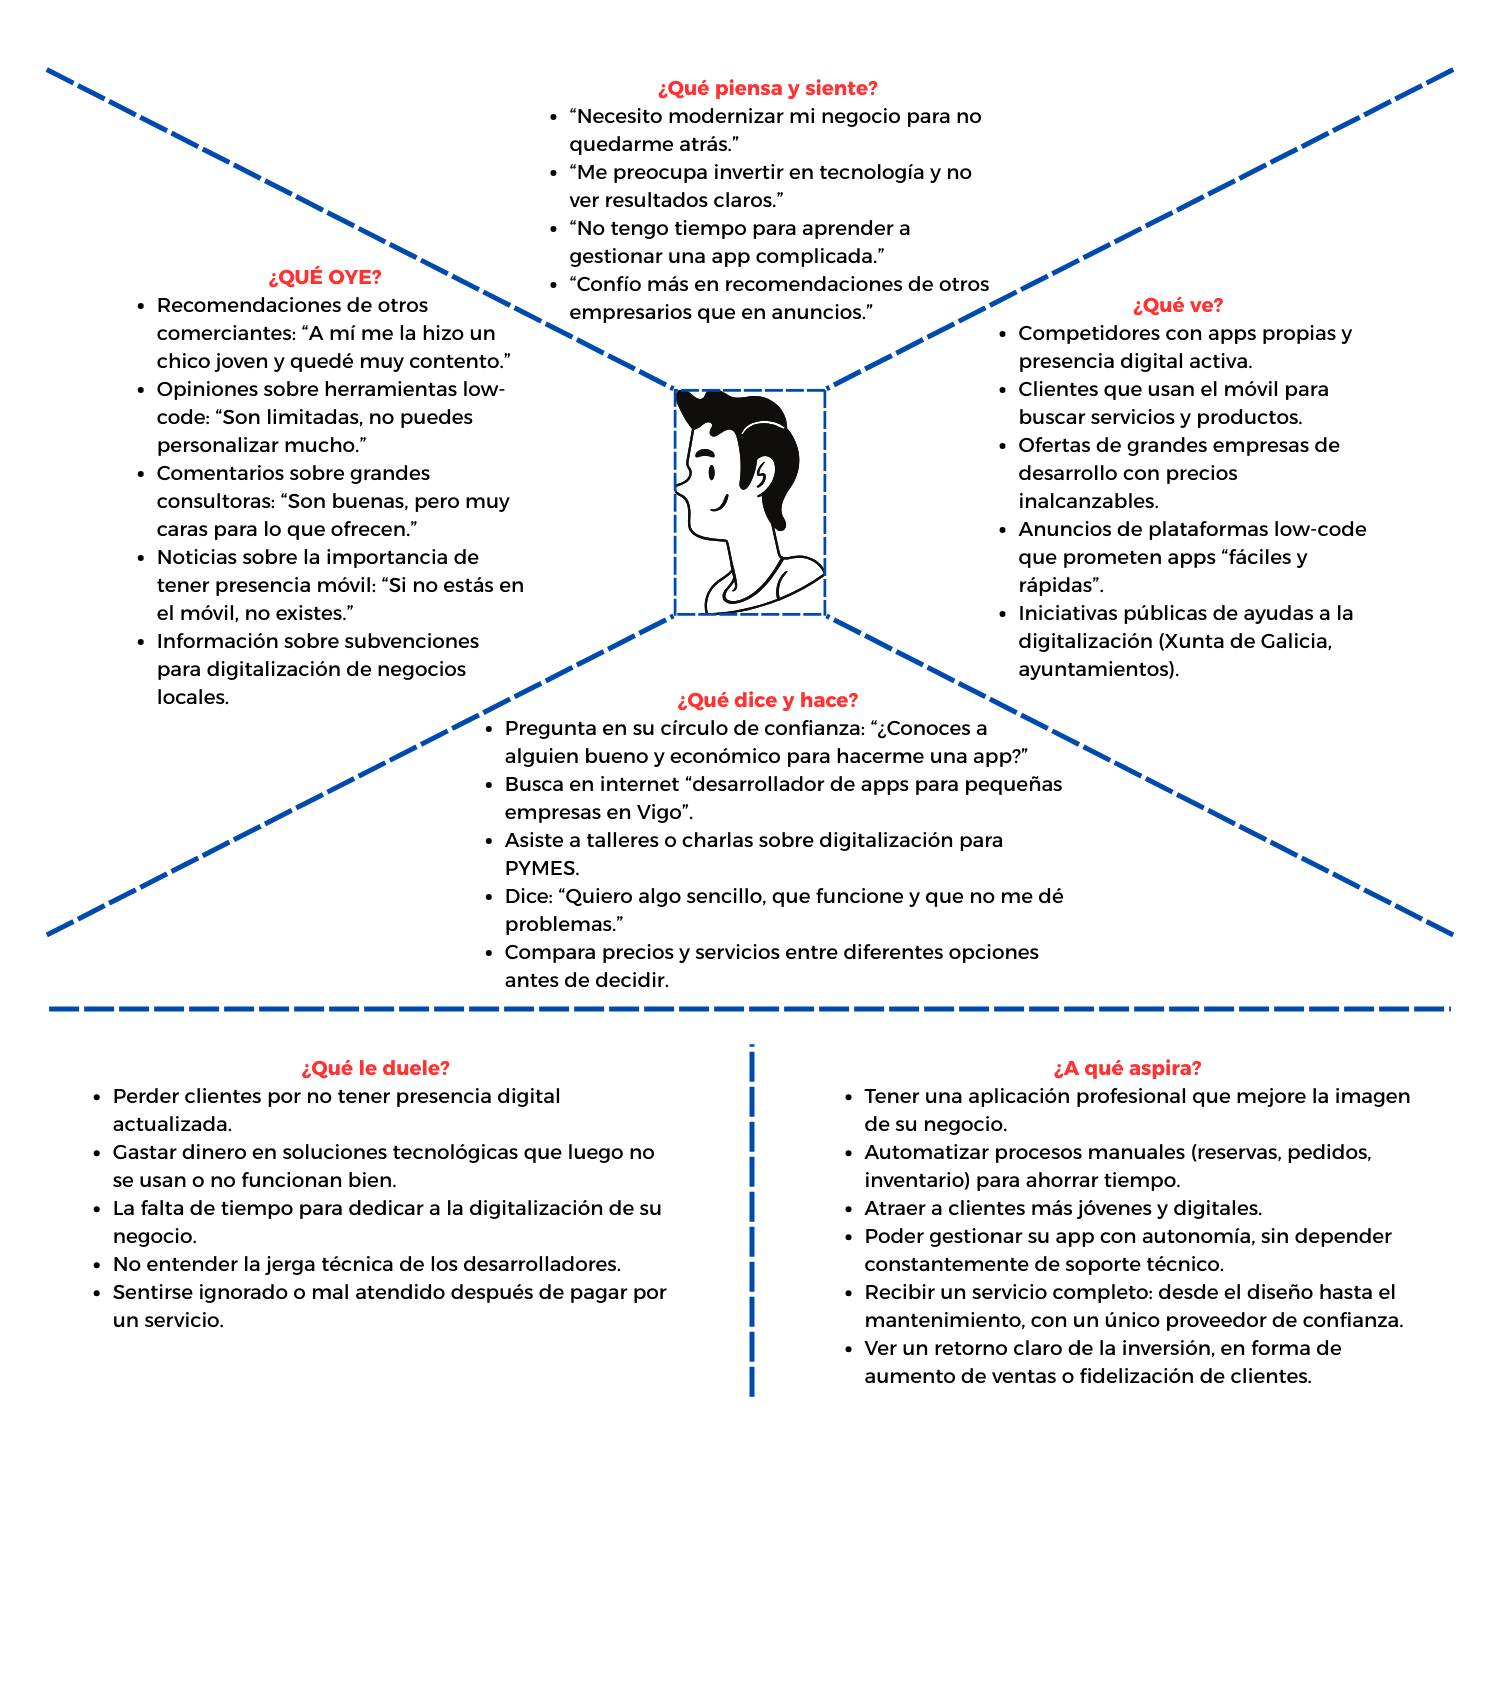 ¿Qué piensa y siente?
• “Necesito modernizar mi negocio para no
quedarme atrás.”
• “Me preocupa invertir en tecnología y no
ver resultados claros.”
• “No tengo tiempo para aprender a
gestionar una app complicada.”
• “Confío más en recomendaciones de otros
empresarios que en anuncios.”
¿QUÉ OYE?
• Recomendaciones de otros
comerciantes: “A mí me la hizo un
chico joven y quedé muy contento.”
• Opiniones sobre herramientas low-
code: “Son limitadas, no puedes
personalizar mucho.”
• Comentarios sobre grandes
consultoras: “Son buenas, pero muy
caras para lo que ofrecen.”
• Noticias sobre la importancia de
tener presencia móvil: “Si no estás en
el móvil, no existes.”
• Información sobre subvenciones
para digitalización de negocios
locales.
¿Qué ve?
• Competidores con apps propias y
presencia digital activa.
• Clientes que usan el móvil para
buscar servicios y productos.
• Ofertas de grandes empresas de
desarrollo con precios
inalcanzables.
• Anuncios de plataformas low-code
que prometen apps “fáciles y
rápidas”.
• Iniciativas públicas de ayudas a la
digitalización (Xunta de Galicia,
ayuntamientos).
¿Qué dice y hace?
• Pregunta en su círculo de confianza: “¿Conoces a
alguien bueno y económico para hacerme una app?”
• Busca en internet “desarrollador de apps para pequeñas
empresas en Vigo”.
• Asiste a talleres o charlas sobre digitalización para
PYMES.
• Dice: “Quiero algo sencillo, que funcione y que no me dé
problemas.”
• Compara precios y servicios entre diferentes opciones
antes de decidir.
¿Qué le duele?
• Perder clientes por no tener presencia digital
actualizada.
• Gastar dinero en soluciones tecnológicas que luego no
se usan o no funcionan bien.
• La falta de tiempo para dedicar a la digitalización de su
negocio.
• No entender la jerga técnica de los desarrolladores.
• Sentirse ignorado o mal atendido después de pagar por
un servicio.
¿A qué aspira?
• Tener una aplicación profesional que mejore la imagen
de su negocio.
• Automatizar procesos manuales (reservas, pedidos,
inventario) para ahorrar tiempo.
• Atraer a clientes más jóvenes y digitales.
• Poder gestionar su app con autonomía, sin depender
constantemente de soporte técnico.
• Recibir un servicio completo: desde el diseño hasta el
mantenimiento, con un único proveedor de confianza.
• Ver un retorno claro de la inversión, en forma de
aumento de ventas o fidelización de clientes.